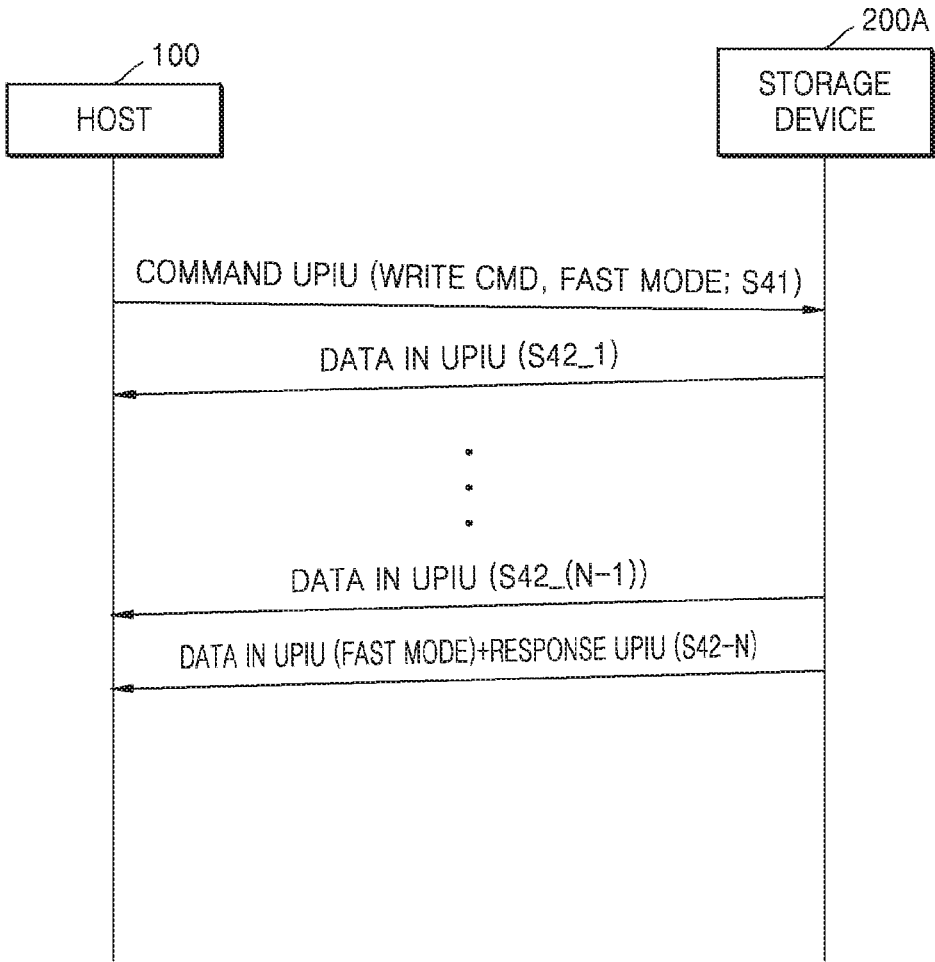 100
HOST
200A
STORAGE
DEVICE
COMMAND UPIU (WRITE CMD, FAST MODE; S41)
DATA IN UPIU (S42_1)
DATA IN UPIU (S42_(N-1))
DATA IN UPIU (FAST MODE)+RESPONSE UPIU (S42-N)